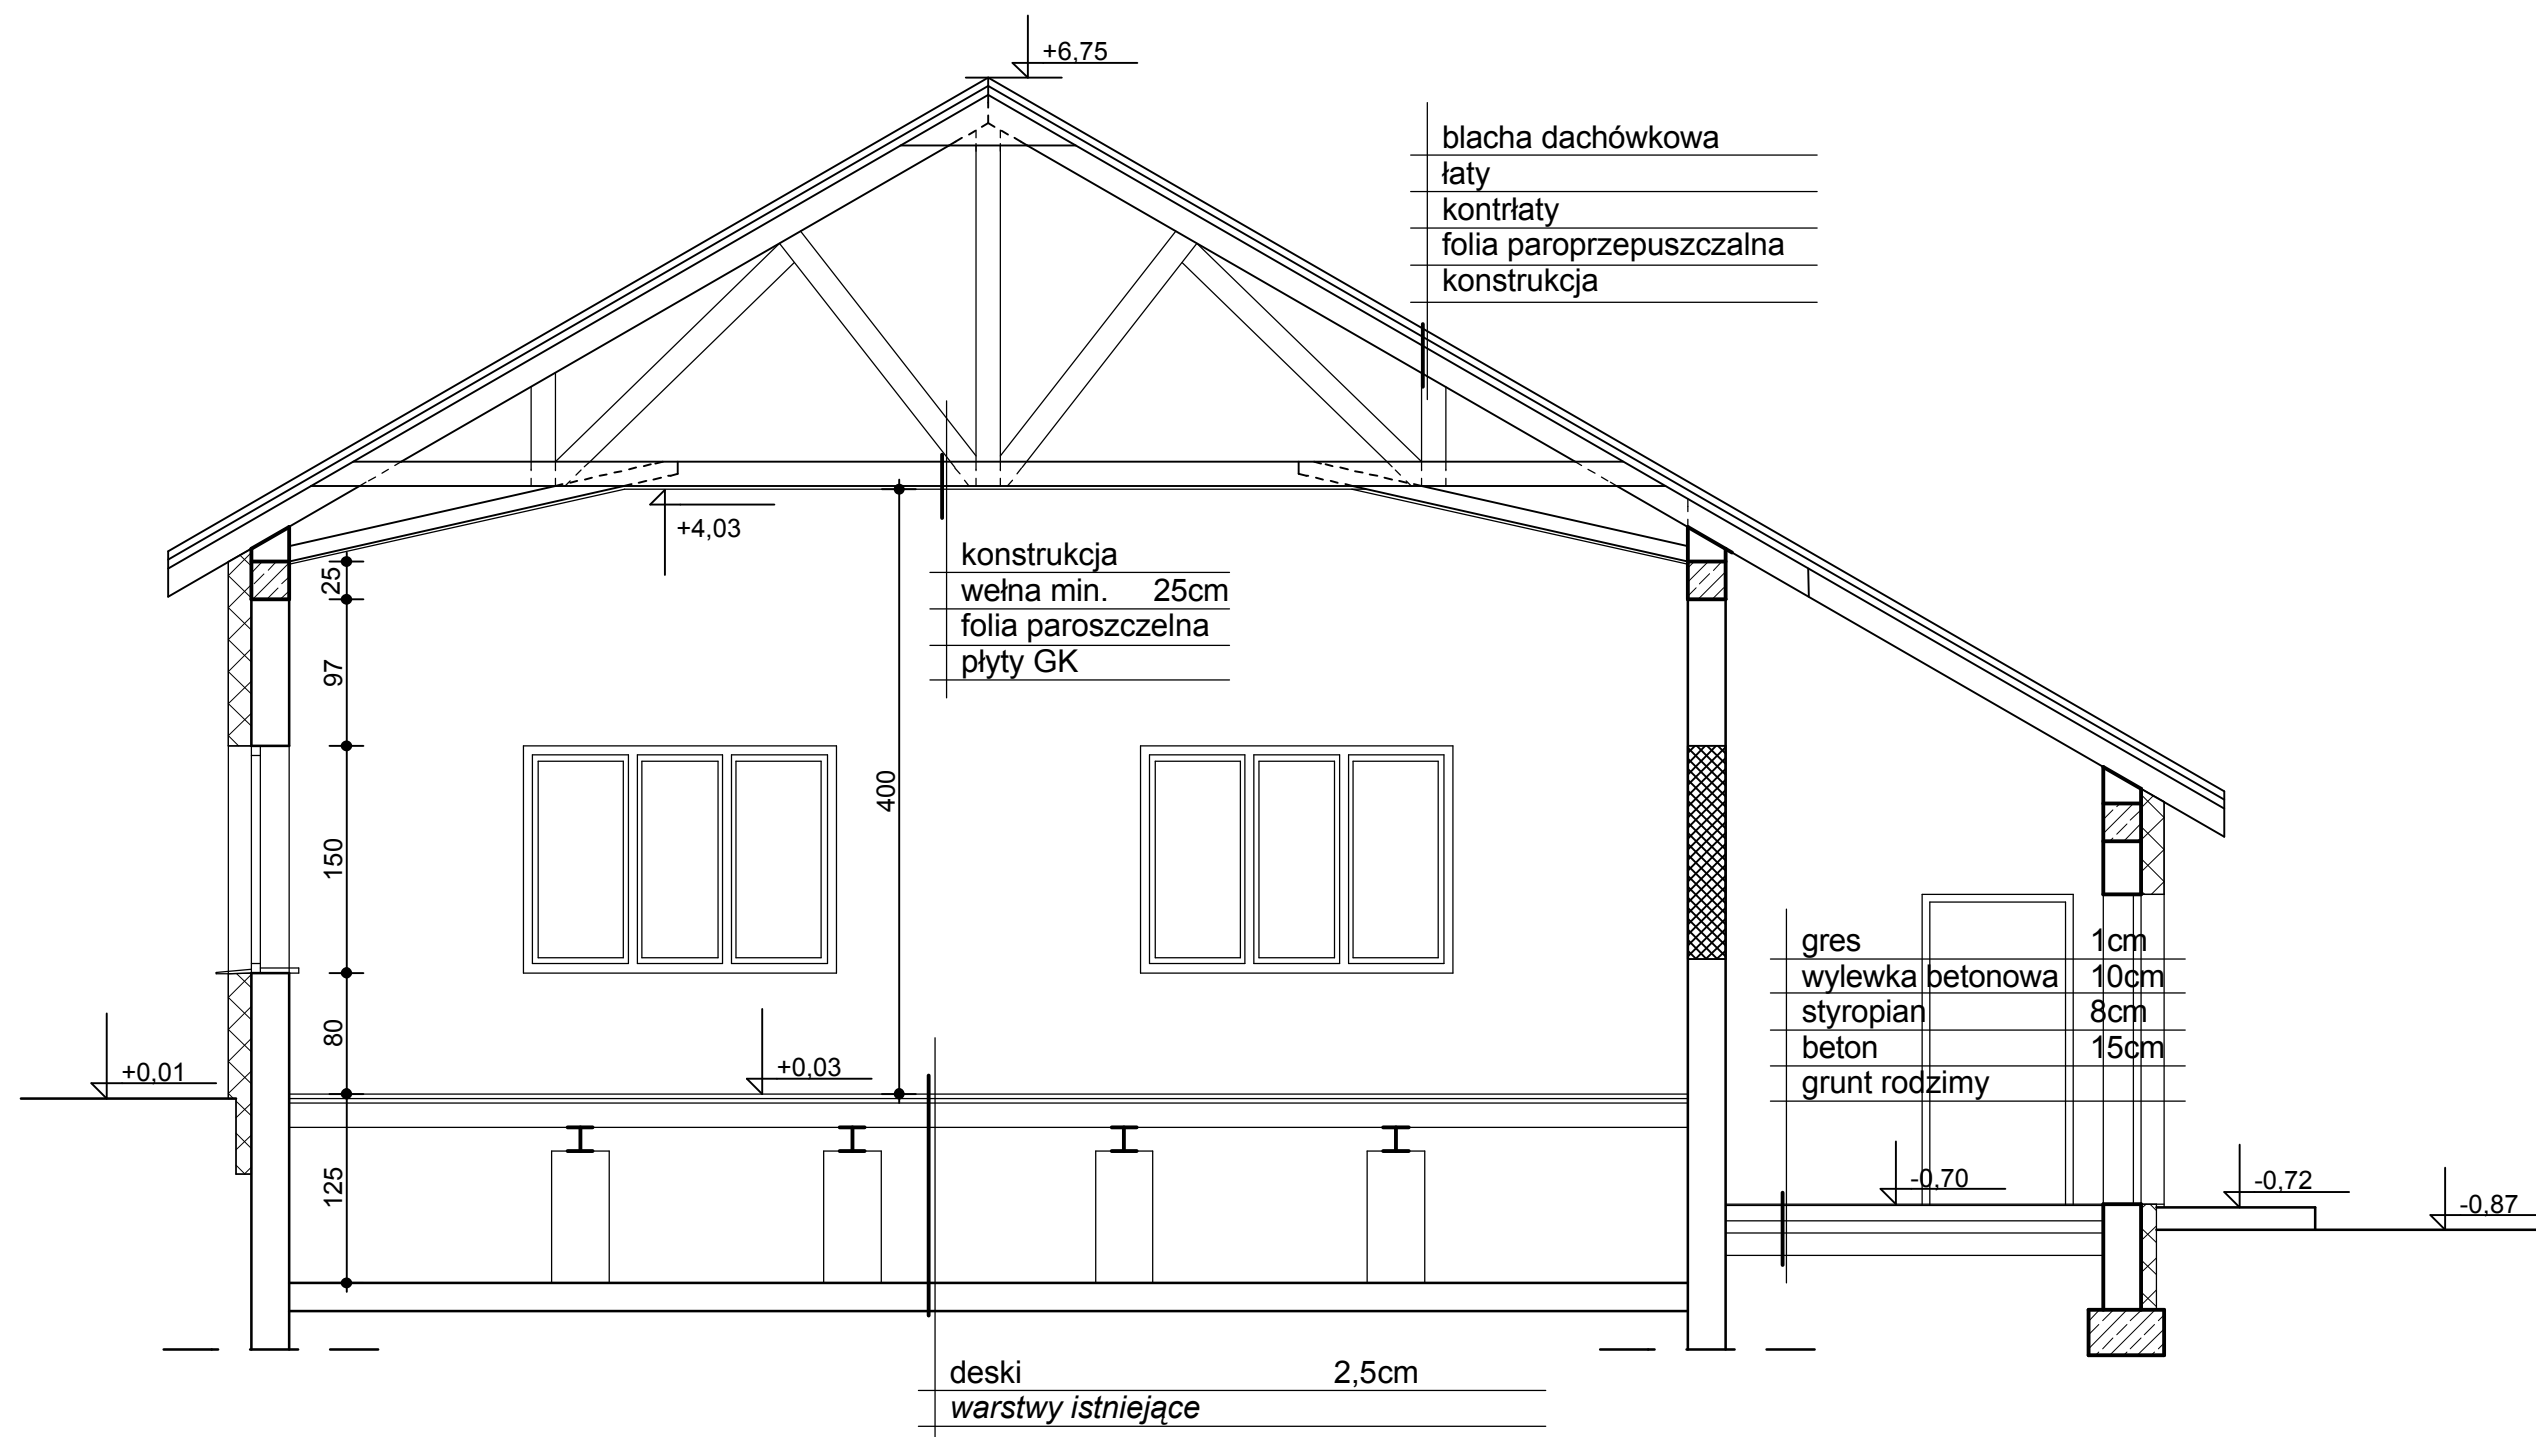 +6,75
blacha dachówkowa
łaty
kontrłaty
folia paroprzepuszczalna
konstrukcja
+4,03
konstrukcja
wełna min. 25cm
folia paroszczelna
płyty GK
25
97
150
80
125
400
+0,01
+0,03
gres 1cm
wylewka betonowa 10cm
styropian 8cm
beton 15cm
grunt rodzimy
-0,70
-0,72
-0,87
deski 2,5cm
warstwy istniejące